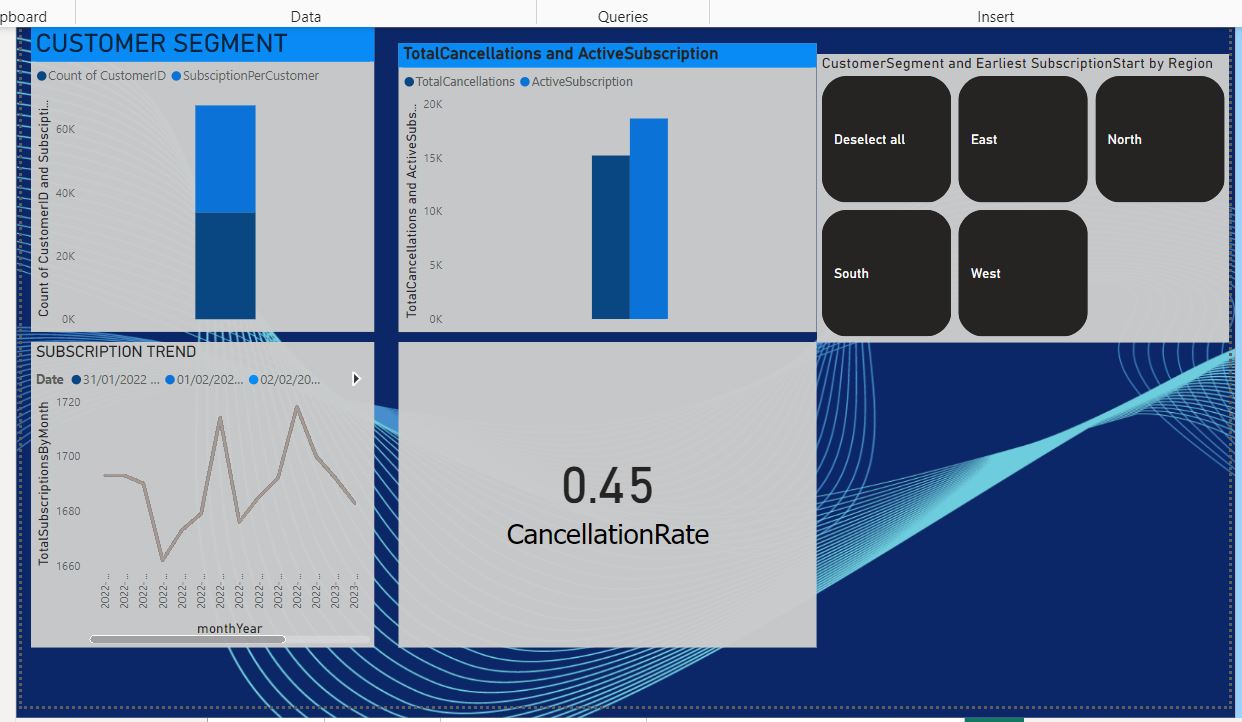 pboard
Data
Queries
Insert
CUSTOMER SEGMENT
Count of CustomerID SubsciptionPerCustomer
Count of CustomerID and Subscipti...
60K
40K
20K
0K
TotalCancellations and ActiveSubscription
TotalCancellations ActiveSubscription
TotalCancellations and ActiveSubs...
20K
15K
10K
5K
0K
CustomerSegment and Earliest SubscriptionStart by Region
Deselect all
East
North
South
West
SUBSCRIPTION TREND
Date 31/01/2022 ... 01/02/202... 02/02/20...
TotalSubscriptionsByMonth
1720
1700
1680
1660
2022-...
2022-...
2022-...
2022-...
2022-...
2022-...
2022-...
2022-...
2022-...
2022-...
2022-...
2022-...
2023-...
2023-...
monthYear
0.45
CancellationRate